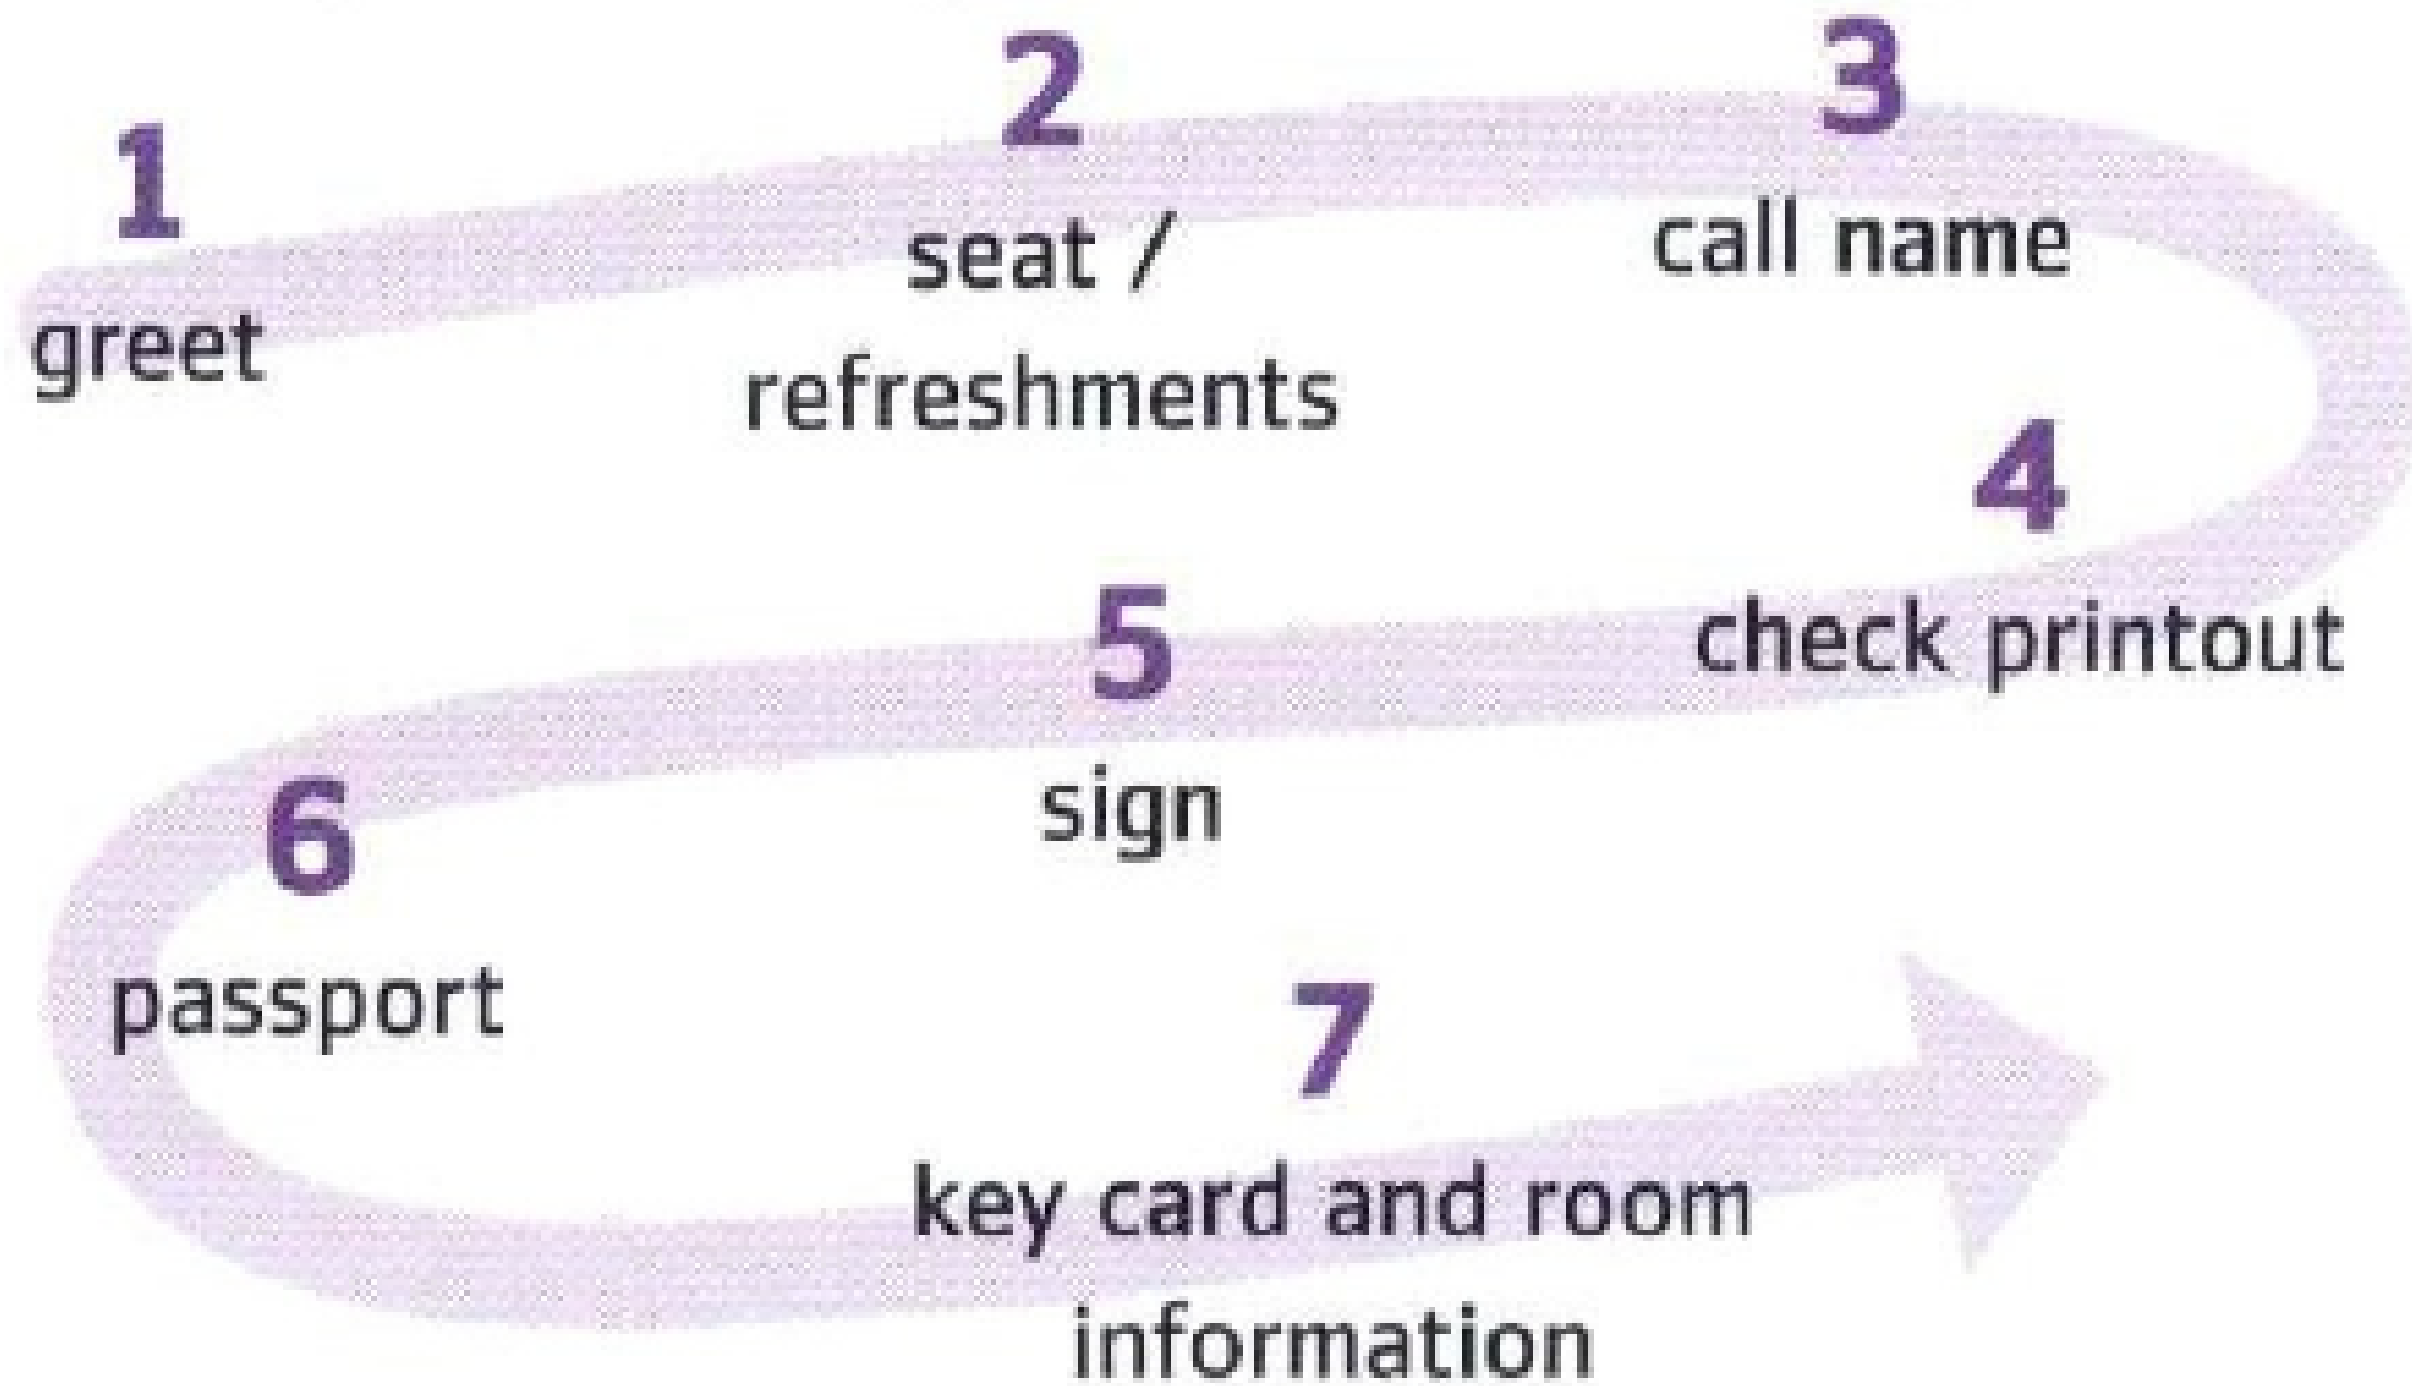 1
greet
2
seat /
refreshments
3
call name
4
check printout
5
sign
6
passport
7
key card and room
information